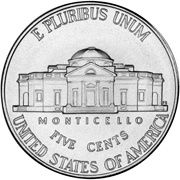 E PLURIBUS UNUM
MONTICELLO
FIVE CENTS
UNITED STATES OF AMERICA